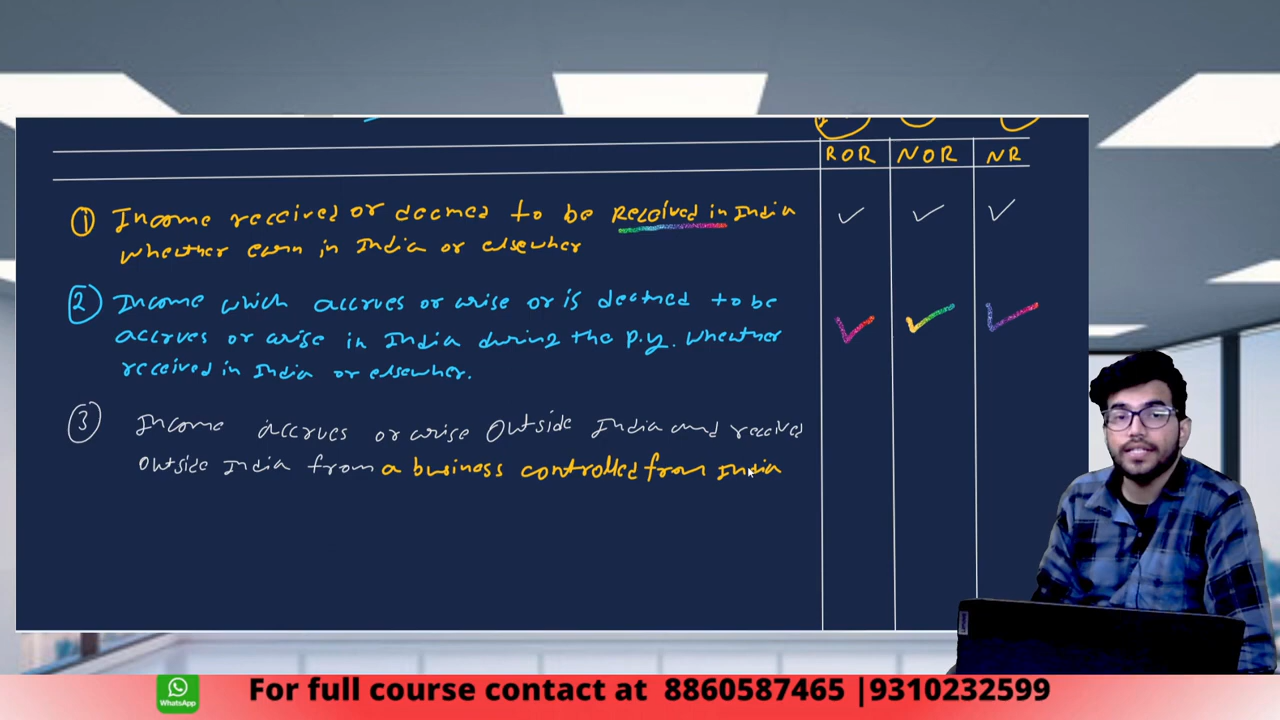 ROR NOR NR
① Income received or deemed to be received in India
whether earn in India or elsewher
② Income which accrues or arise or is deemed to be
accrues or arise in India during the P.Y. whether
received in India or elsewher.
③ Income accrues or arise Outside India and received
Outside India from a business controlled from India
WhatsApp
For full course contact at 8860587465 |9310232599